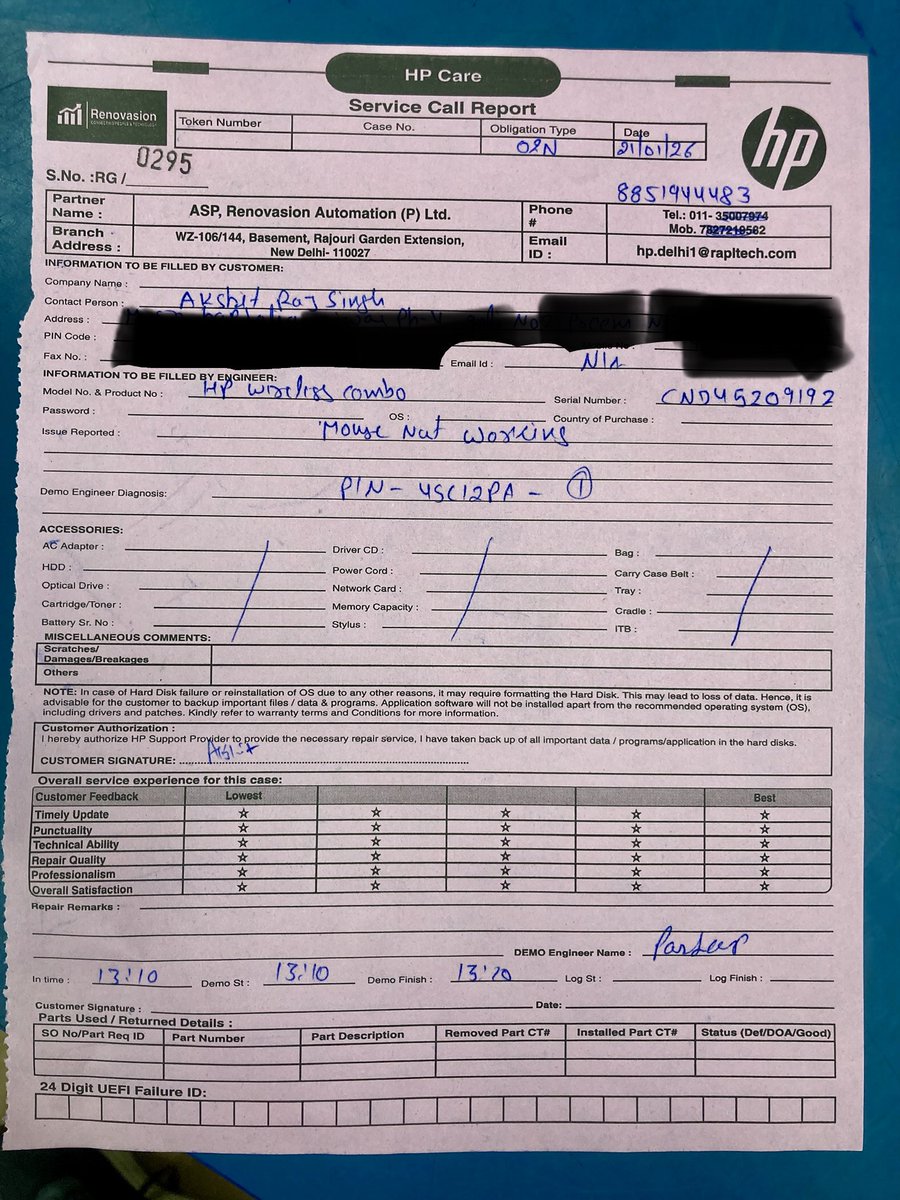 HP Care
Renovasion
Service Call Report
hp
Token Number Case No. Obligation Type Date
O2N 21/01/26
S.No. :RG / 0295
8851944483
Partner Name : ASP, Renovasion Automation (P) Ltd. Phone # Tel.: 011- 35007974
Mob. 7827219582
Branch Address : WZ-106/144, Basement, Rajouri Garden Extension, New Delhi- 110027 Email ID : hp.delhi1@rapltech.com
INFORMATION TO BE FILLED BY CUSTOMER:
Company Name :
Contact Person : Akshit Raj Singh
Address :
PIN Code :
Fax No. : Email Id : N/A
INFORMATION TO BE FILLED BY ENGINEER:
Model No. & Product No : HP wireless combo Serial Number : CND45209192
Password : OS : Country of Purchase :
Issue Reported : Mouse Not working
Demo Engineer Diagnosis: P/N - 4SC12PA - 1
ACCESSORIES:
AC Adapter : Driver CD : Bag :
HDD : Power Cord : Carry Case Belt :
Optical Drive : Network Card : Tray :
Cartridge/Toner : Memory Capacity : Cradle :
Battery Sr. No : Stylus : ITB :
MISCELLANEOUS COMMENTS:
Scratches/
Damages/Breakages
Others
NOTE: In case of Hard Disk failure or reinstallation of OS due to any other reasons, it may require formatting the Hard Disk. This may lead to loss of data. Hence, it is
advisable for the customer to backup important files / data & programs. Application software will not be installed apart from the recommended operating system (OS),
including drivers and patches. Kindly refer to warranty terms and Conditions for more information.
Customer Authorization :
I hereby authorize HP Support Provider to provide the necessary repair service, I have taken back up of all important data / programs/application in the hard disks.
CUSTOMER SIGNATURE:
Overall service experience for this case:
Customer Feedback Lowest Best
Timely Update
Punctuality
Technical Ability
Repair Quality
Professionalism
Overall Satisfaction
Repair Remarks :
DEMO Engineer Name :
In time : 13:10 Demo St : 13:10 Demo Finish : 13:20 Log St : Log Finish :
Customer Signature : Date:
Parts Used / Returned Details :
SO No/Part Req ID Part Number Part Description Removed Part CT# Installed Part CT# Status (Def/DOA/Good)
24 Digit UEFI Failure ID: